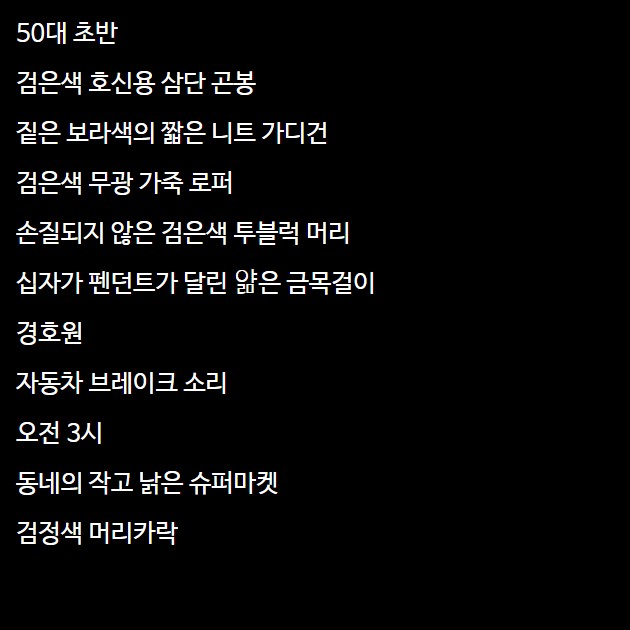 50대 초반
검은색 호신용 삼단 곤봉
짙은 보라색의 짧은 니트 가디건
검은색 무광 가죽 로퍼
손질되지 않은 검은색 투블럭 머리
십자가 펜던트가 달린 얇은 금목걸이
경호원
자동차 브레이크 소리
오전 3시
동네의 작고 낡은 슈퍼마켓
검정색 머리카락